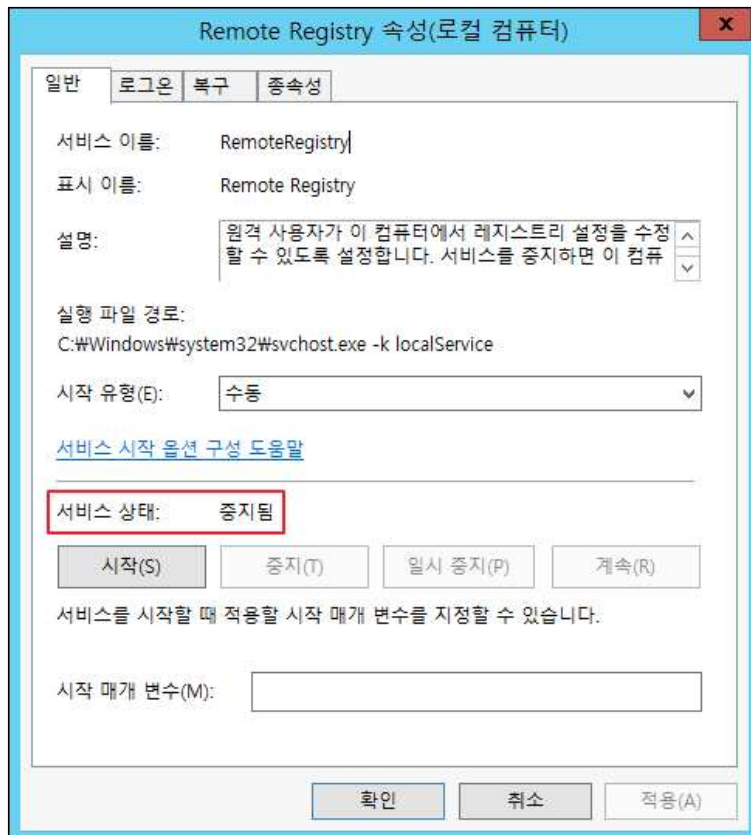 Remote Registry 속성(로컬 컴퓨터)
x
일반 로그온 복구 종속성
서비스 이름: RemoteRegistry
표시 이름: Remote Registry
설명: 원격 사용자가 이 컴퓨터에서 레지스트리 설정을 수정
할 수 있도록 설정합니다. 서비스를 중지하면 이 컴퓨
실행 파일 경로:
C:₩Windows₩system32₩svchost.exe -k localService
시작 유형(E): 수동
서비스 시작 옵션 구성 도움말
서비스 상태: 중지됨
시작(S) 중지(T) 일시 중지(P) 계속(R)
서비스를 시작할 때 적용할 시작 매개 변수를 지정할 수 있습니다.
시작 매개 변수(M):
확인 취소 적용(A)